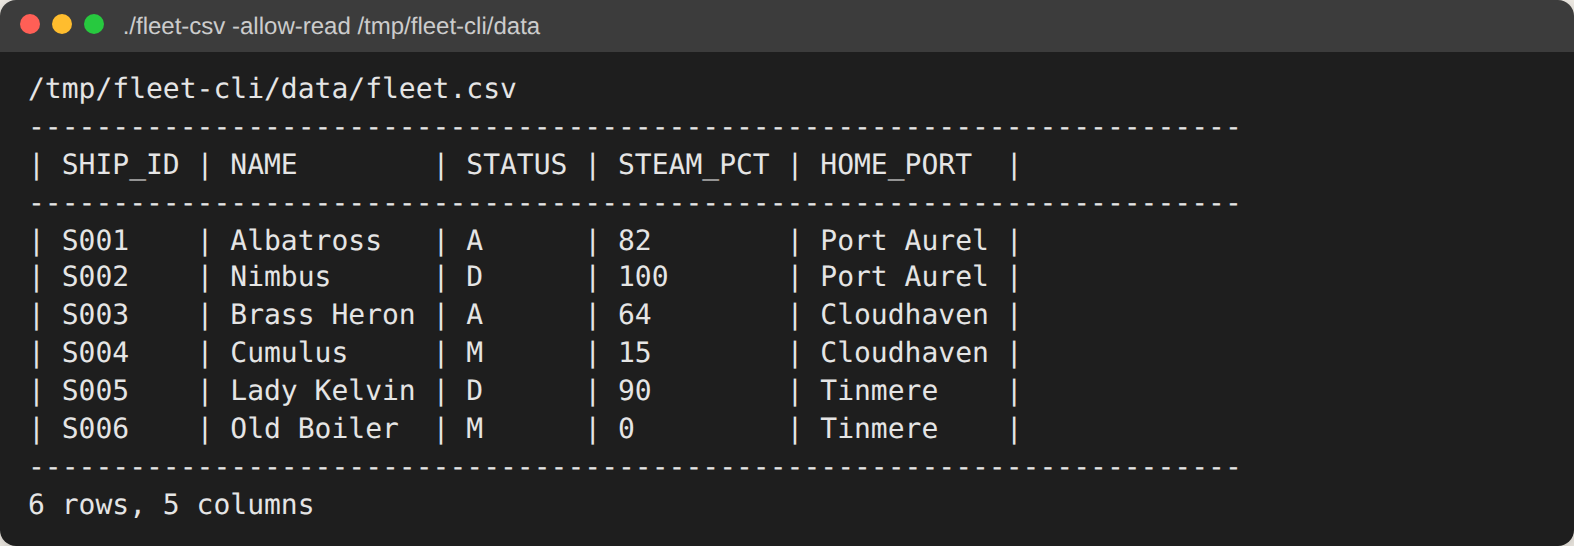 ./fleet-csv -allow-read /tmp/fleet-cli/data
/tmp/fleet-cli/data/fleet.csv
------------------------------------------------------------------------
| SHIP_ID | NAME        | STATUS | STEAM_PCT | HOME_PORT  |
------------------------------------------------------------------------
| S001    | Albatross   | A      | 82        | Port Aurel |
| S002    | Nimbus      | D      | 100       | Port Aurel |
| S003    | Brass Heron | A      | 64        | Cloudhaven |
| S004    | Cumulus     | M      | 15        | Cloudhaven |
| S005    | Lady Kelvin | D      | 90        | Tinmere    |
| S006    | Old Boiler  | M      | 0         | Tinmere    |
------------------------------------------------------------------------
6 rows, 5 columns